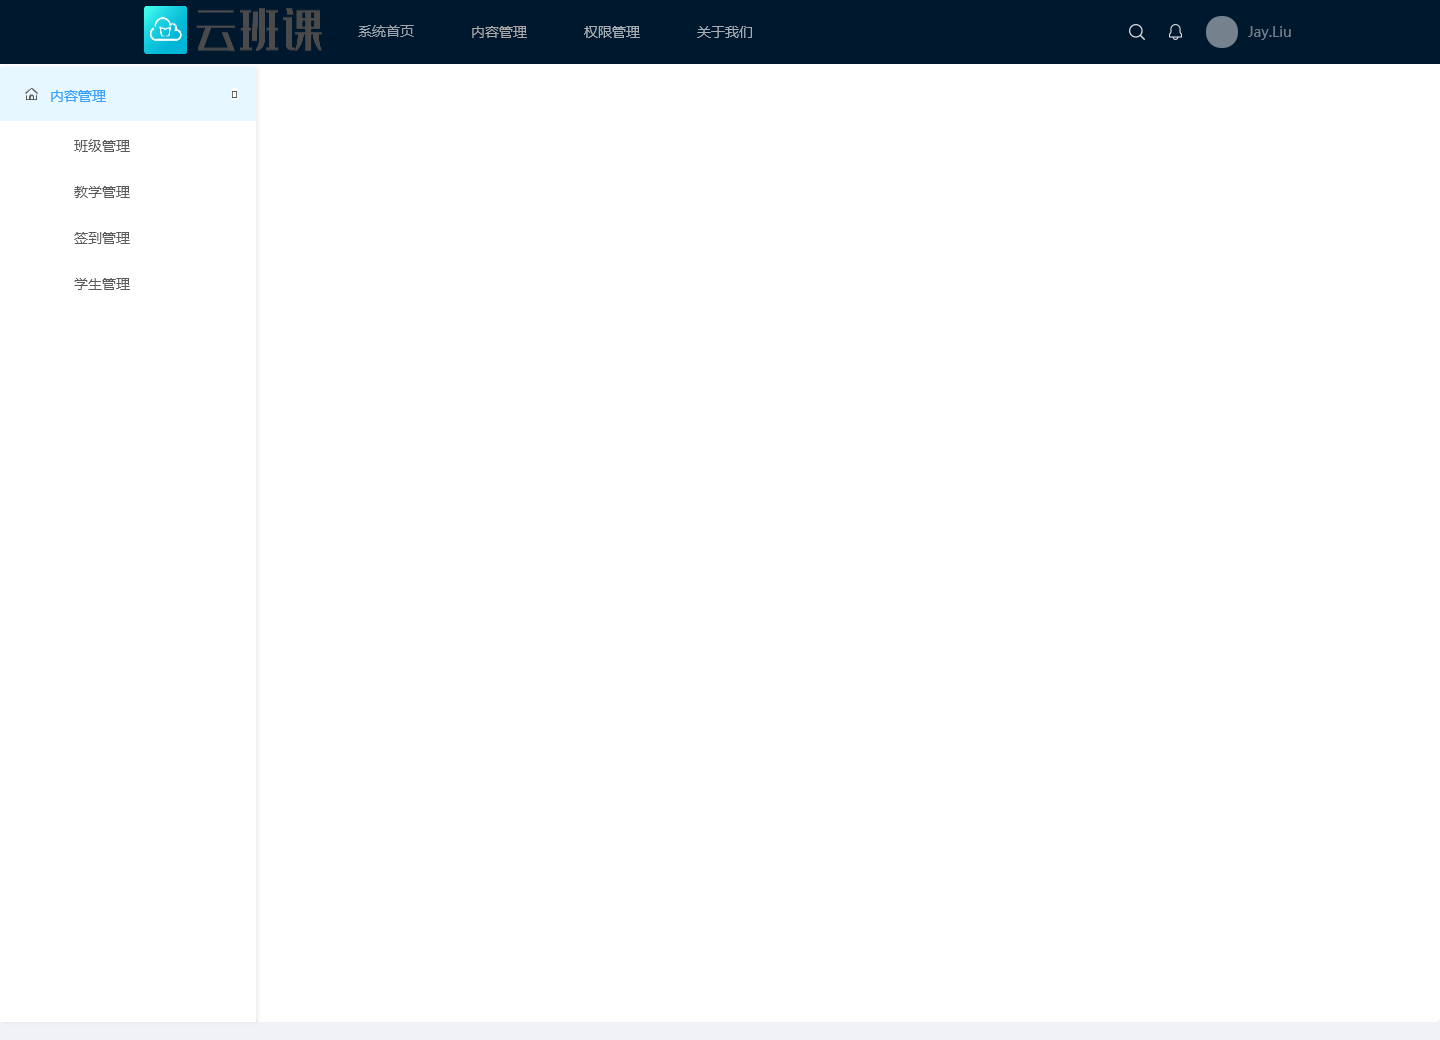 云班课
系统首页
内容管理
权限管理
关于我们
Jay.Liu
内容管理
班级管理
教学管理
签到管理
学生管理